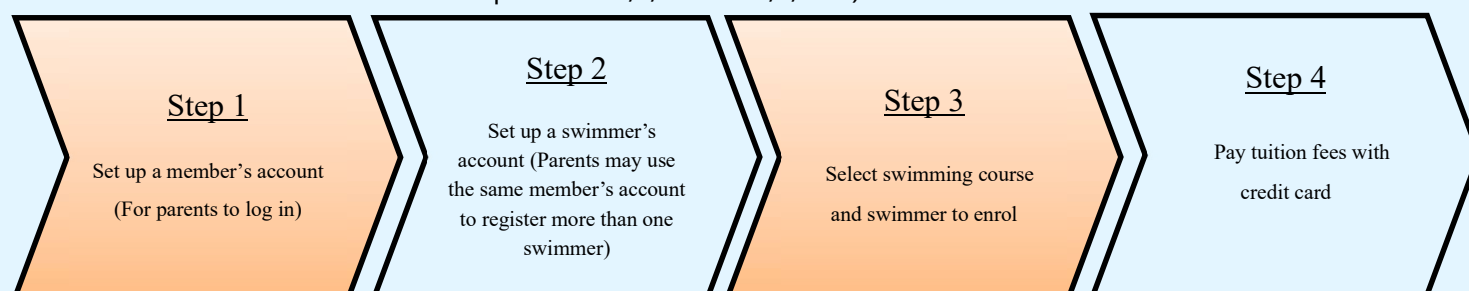 Step 1
Set up a member’s account
(For parents to log in)
Step 2
Set up a swimmer’s
account (Parents may use
the same member’s account
to register more than one
swimmer)
Step 3
Select swimming course
and swimmer to enrol
Step 4
Pay tuition fees with
credit card